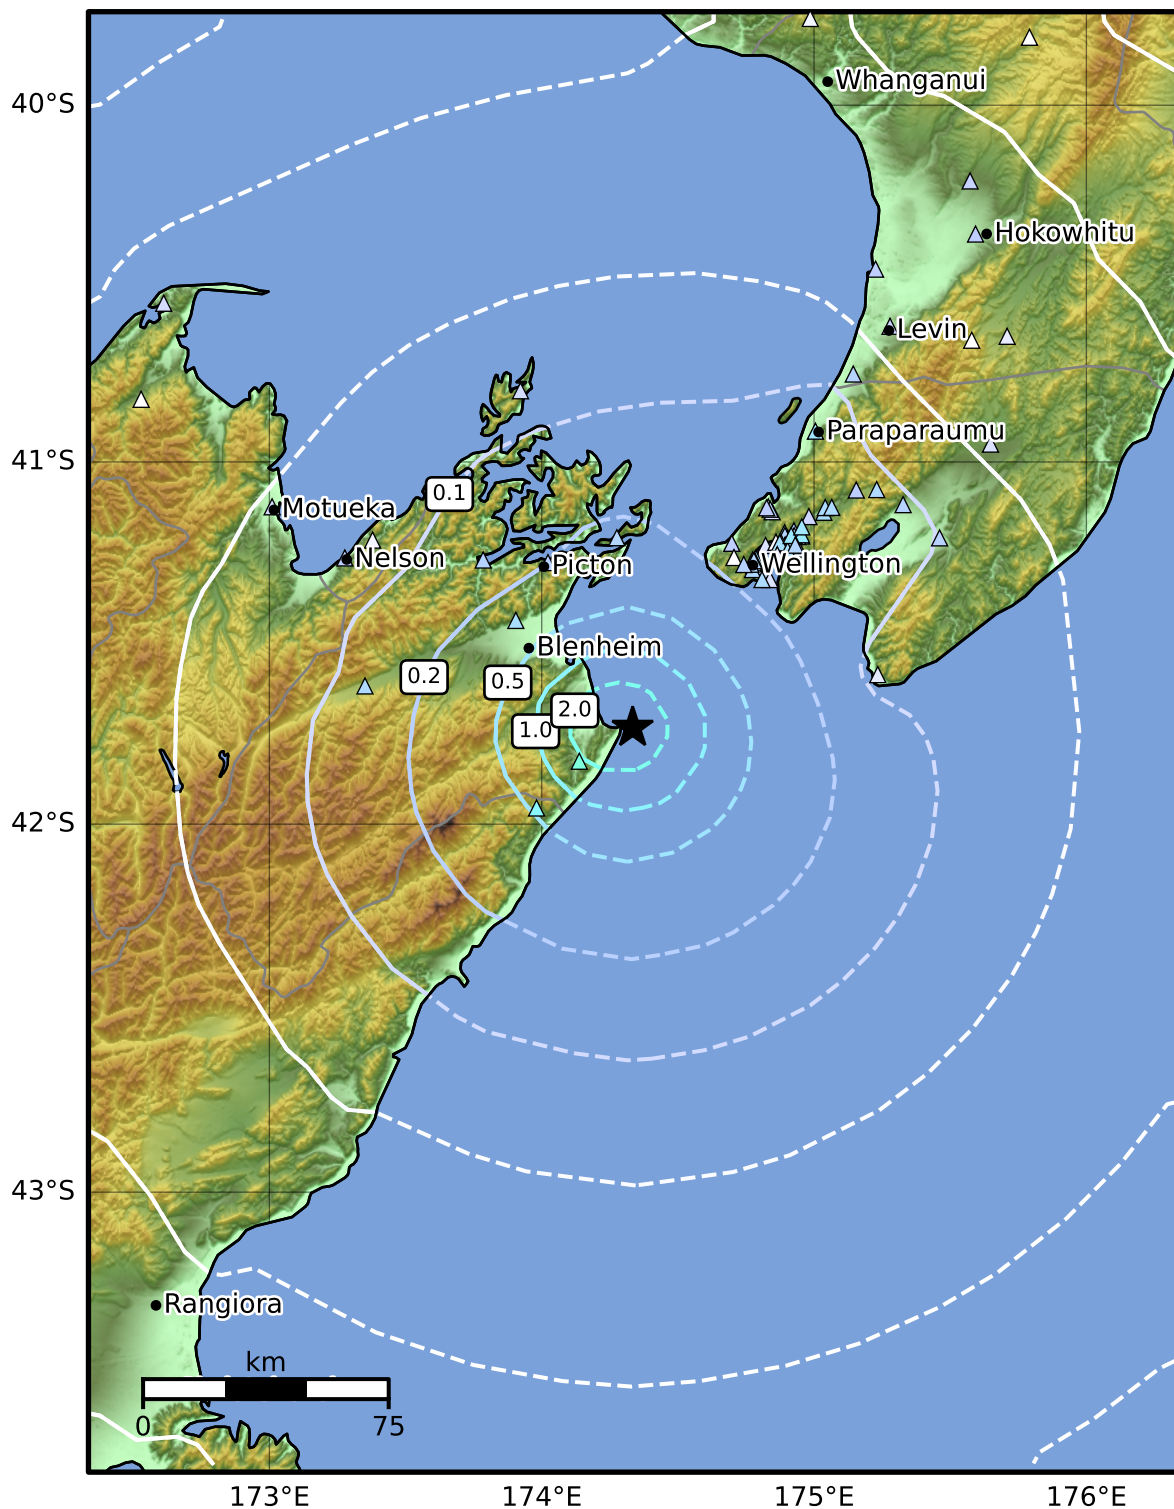 40°S
41°S
42°S
43°S
173°E
174°E
175°E
176°E
Whanganui
Hokowhitu
Levin
Paraparaumu
0.1
Motueka
Nelson
Picton
Wellington
Blenheim
0.2
0.5
2.0
1.0
Rangiora
km
0
75